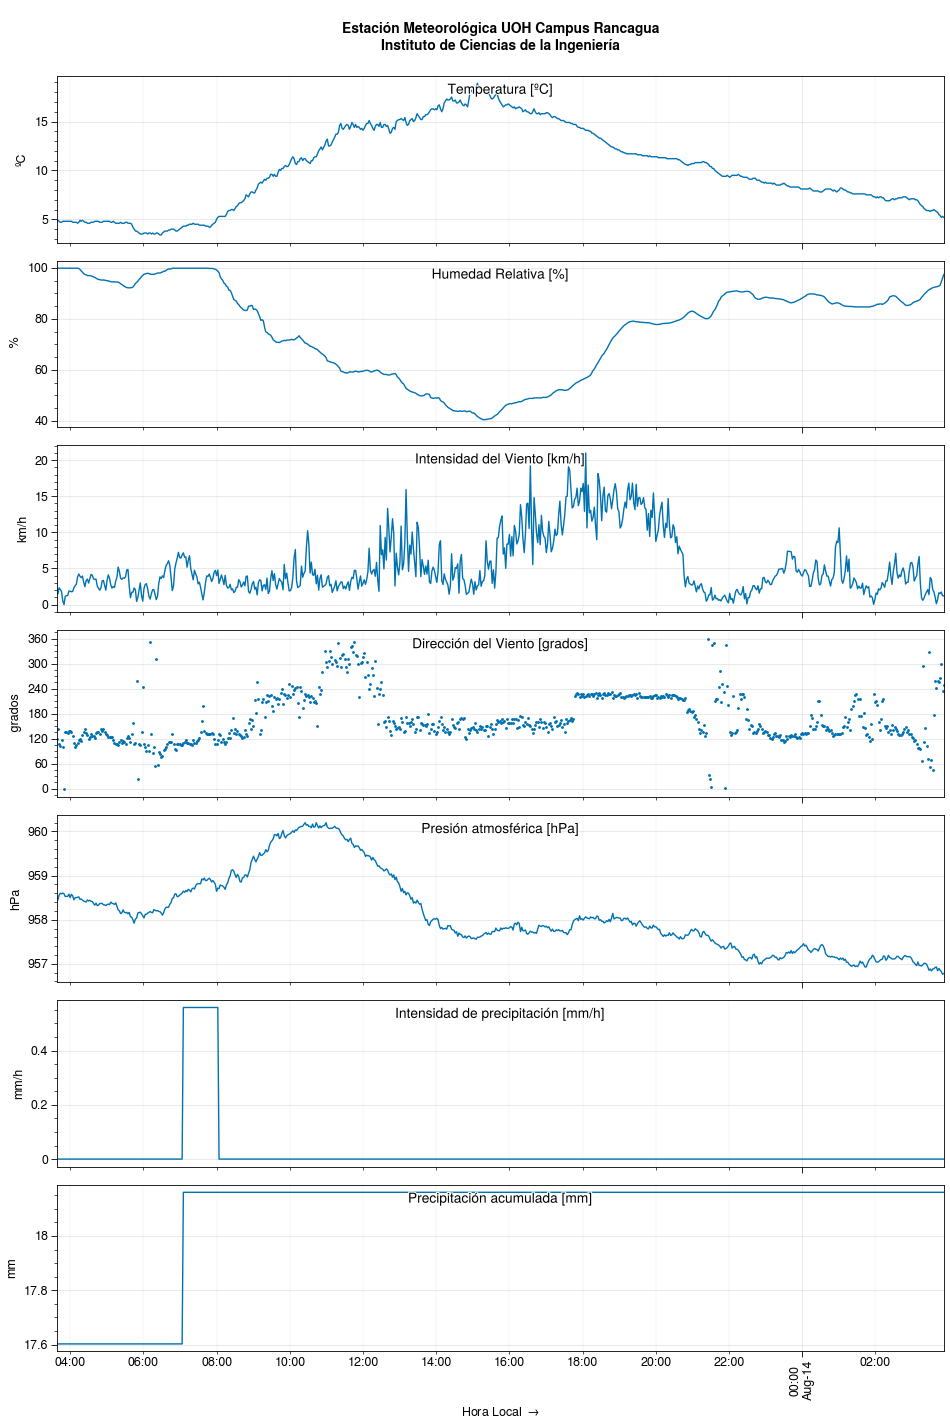 Estación Meteorológica UOH Campus Rancagua
Instituto de Ciencias de la Ingeniería
Temperatura [ºC]
ºC
15
10
5
Humedad Relativa [%]
%
100
80
60
40
Intensidad del Viento [km/h]
km/h
20
15
10
5
0
Dirección del Viento [grados]
grados
360
300
240
180
120
60
0
Presión atmosférica [hPa]
hPa
960
959
958
957
Intensidad de precipitación [mm/h]
mm/h
0.4
0.2
0
Precipitación acumulada [mm]
mm
18
17.8
17.6
04:00 06:00 08:00 10:00 12:00 14:00 16:00 18:00 20:00 22:00 00:00 02:00
Aug-14
Hora Local →